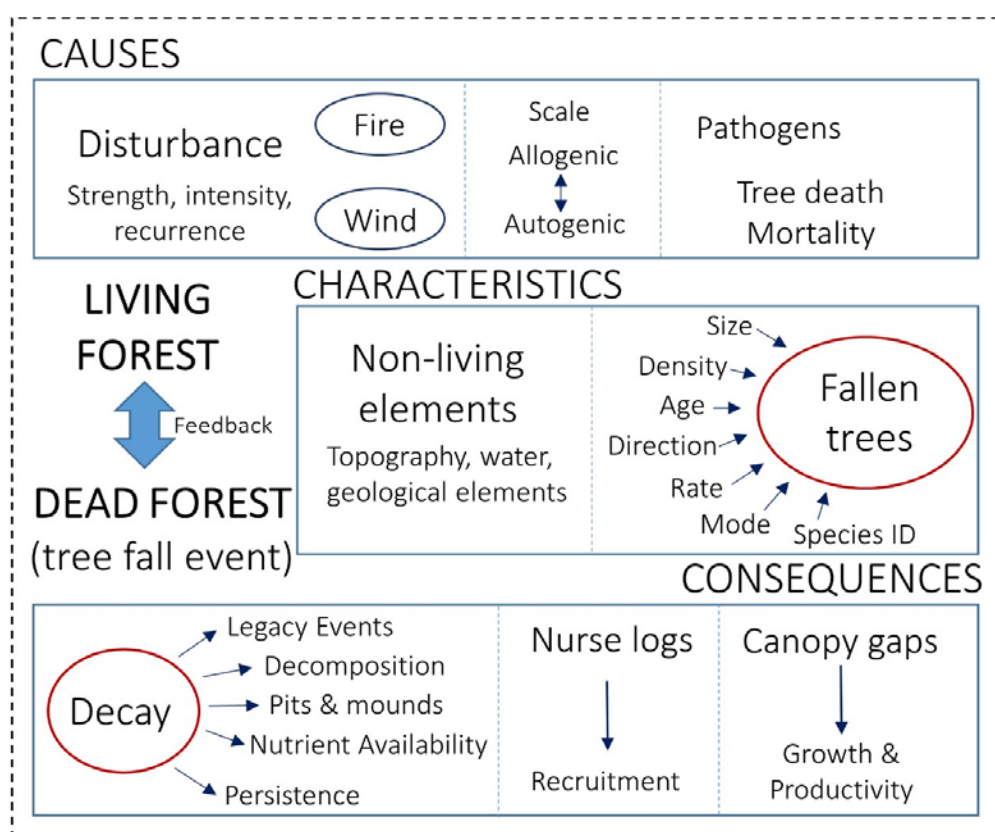 CAUSES
Disturbance
Strength, intensity,
recurrence
Fire
Wind
Scale
Allogenic
Autogenic
Pathogens
Tree death
Mortality
LIVING
FOREST
Feedback
DEAD FOREST
(tree fall event)
CHARACTERISTICS
Non-living
elements
Topography, water,
geological elements
Size
Density
Age
Direction
Rate
Mode
Species ID
Fallen
trees
CONSEQUENCES
Decay
Legacy Events
Decomposition
Pits & mounds
Nutrient Availability
Persistence
Nurse logs
Recruitment
Canopy gaps
Growth &
Productivity